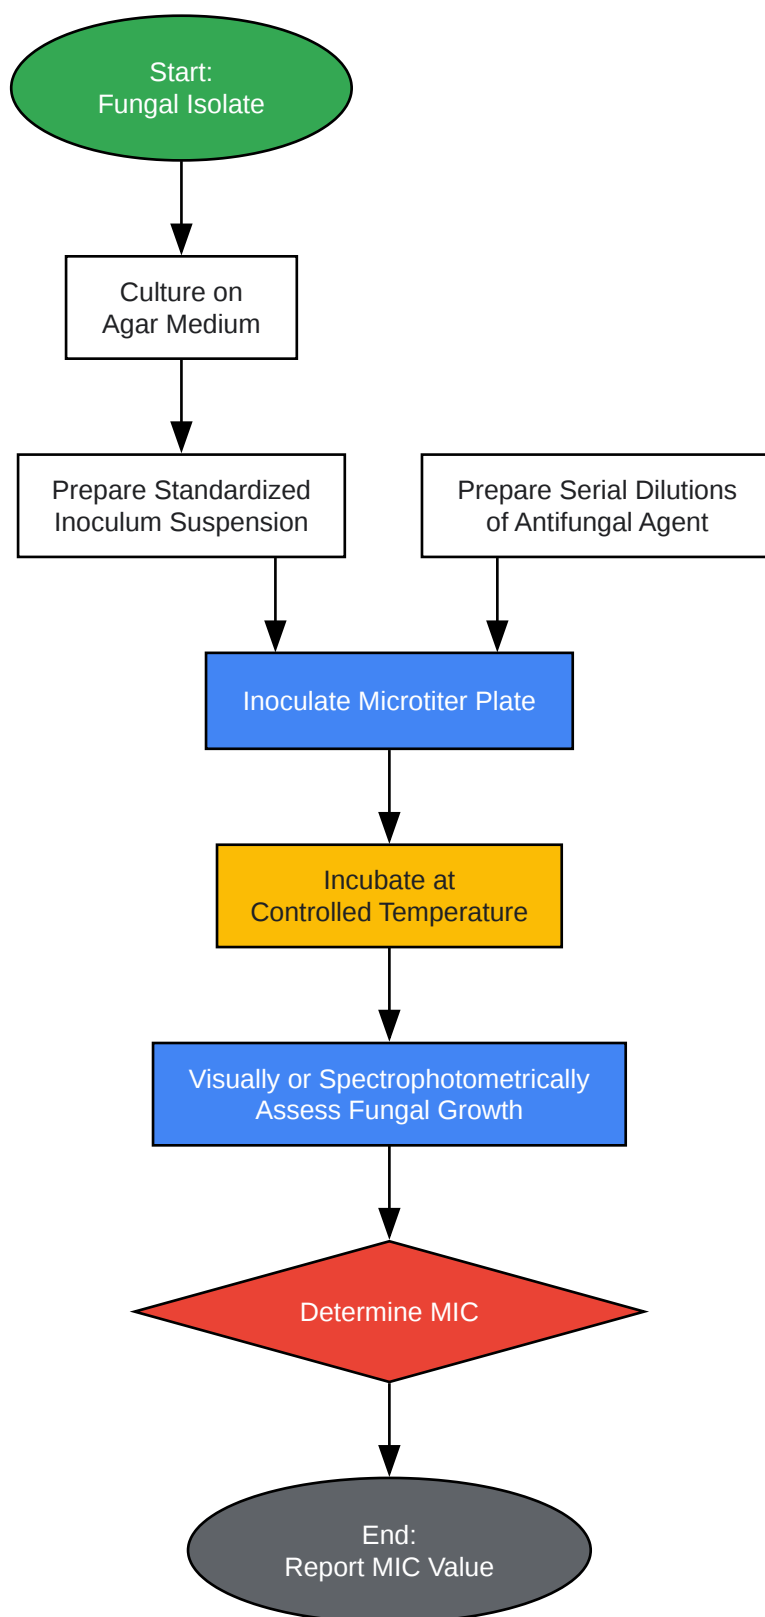 Start:
Fungal Isolate
Culture on
Agar Medium
Prepare Standardized
Inoculum Suspension
Prepare Serial Dilutions
of Antifungal Agent
Inoculate Microtiter Plate
Incubate at
Controlled Temperature
Visually or Spectrophotometrically
Assess Fungal Growth
Determine MIC
End:
Report MIC Value